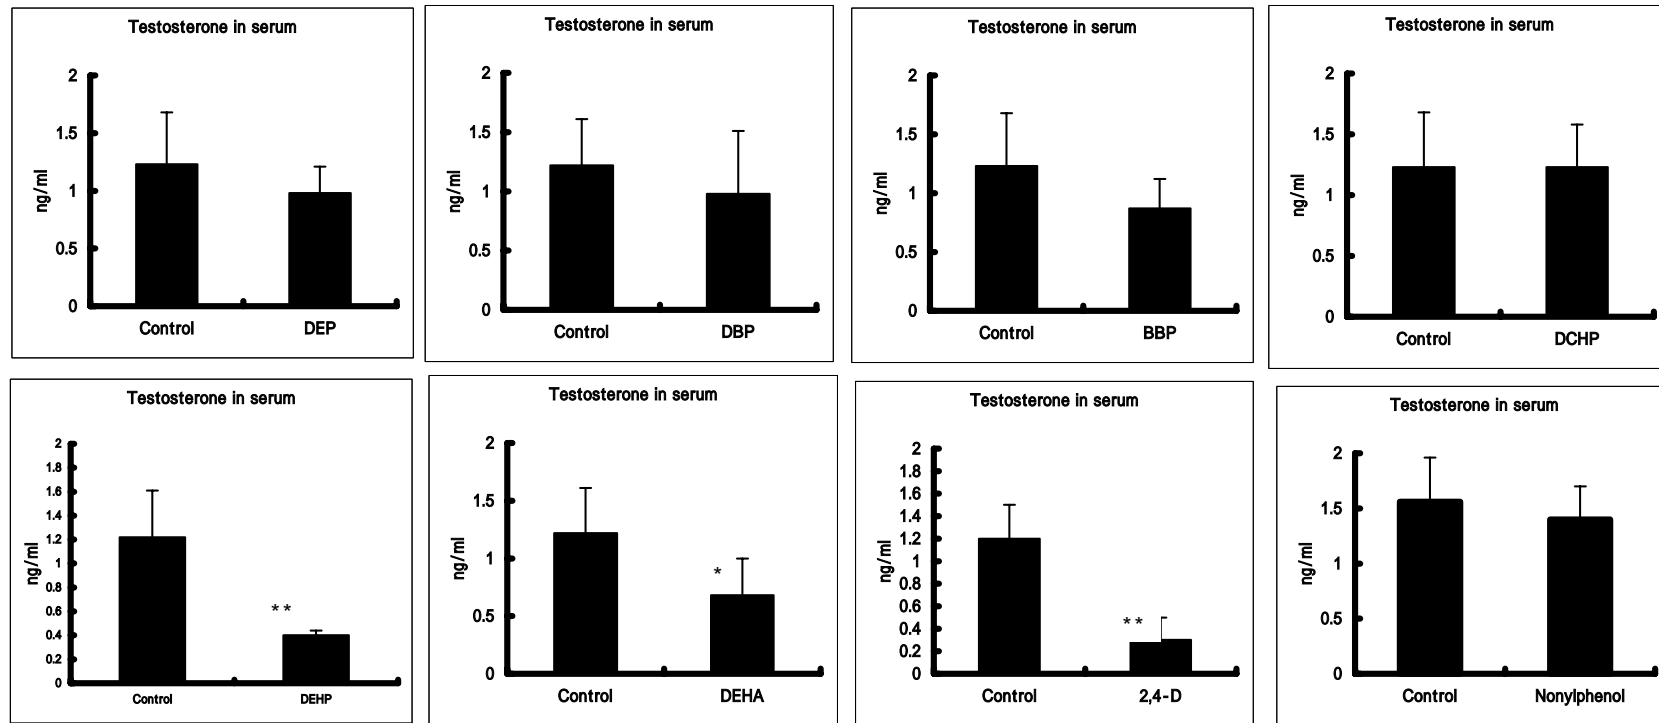 Testosterone in serum
2
1.5
1
0.5
0
ng/ml
Control DEP
Testosterone in serum
2
1.5
1
0.5
0
ng/ml
Control DBP
Testosterone in serum
2
1.5
1
0.5
0
ng/ml
Control BBP
Testosterone in serum
2
1.5
1
0.5
0
ng/ml
Control DCHP
Testosterone in serum
2
1.8
1.6
1.4
1.2
1
0.8
0.6
0.4
0.2
0
ng/ml
**
Control DEHP
Testosterone in serum
2
1.5
1
0.5
0
ng/ml
*
Control DEHA
Testosterone in serum
2
1.8
1.6
1.4
1.2
1
0.8
0.6
0.4
0.2
0
ng/ml
**
Control 2,4-D
Testosterone in serum
2
1.5
1
0.5
0
ng/ml
Control Nonylphenol